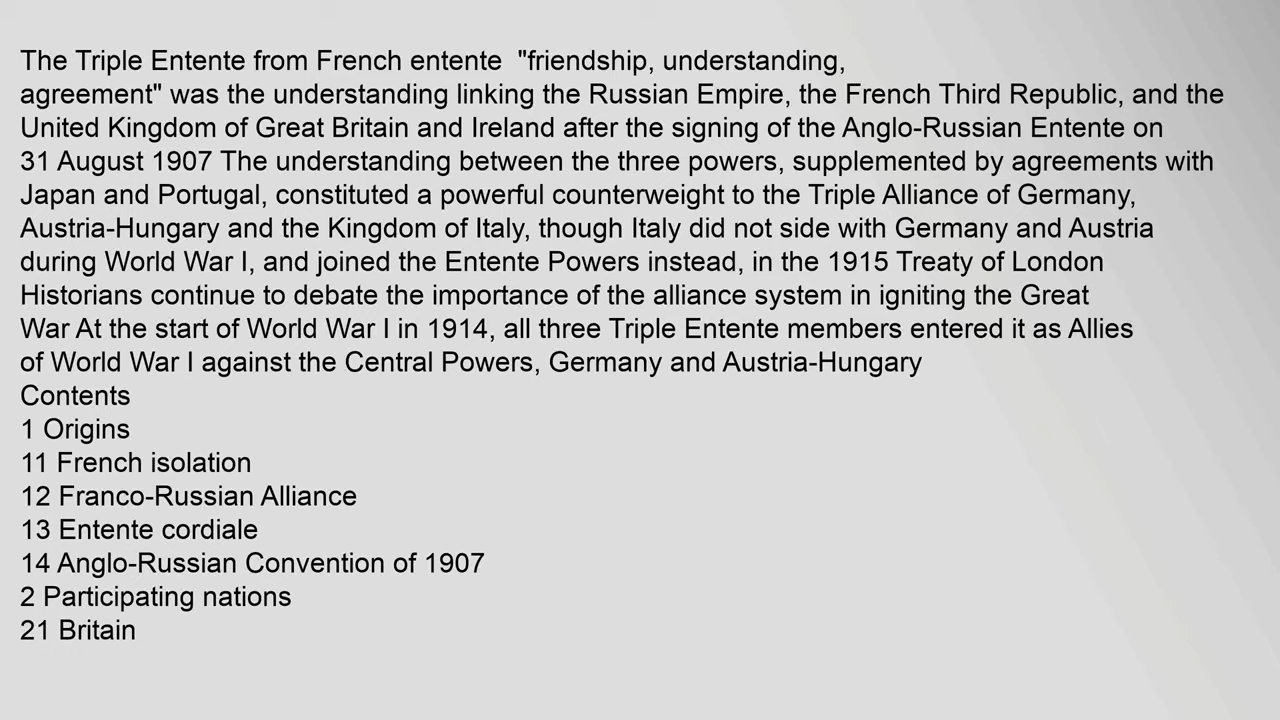 The Triple Entente from French entente  "friendship, understanding,
agreement" was the understanding linking the Russian Empire, the French Third Republic, and the
United Kingdom of Great Britain and Ireland after the signing of the Anglo-Russian Entente on
31 August 1907 The understanding between the three powers, supplemented by agreements with
Japan and Portugal, constituted a powerful counterweight to the Triple Alliance of Germany,
Austria-Hungary and the Kingdom of Italy, though Italy did not side with Germany and Austria
during World War I, and joined the Entente Powers instead, in the 1915 Treaty of London
Historians continue to debate the importance of the alliance system in igniting the Great
War At the start of World War I in 1914, all three Triple Entente members entered it as Allies
of World War I against the Central Powers, Germany and Austria-Hungary
Contents
1 Origins
11 French isolation
12 Franco-Russian Alliance
13 Entente cordiale
14 Anglo-Russian Convention of 1907
2 Participating nations
21 Britain